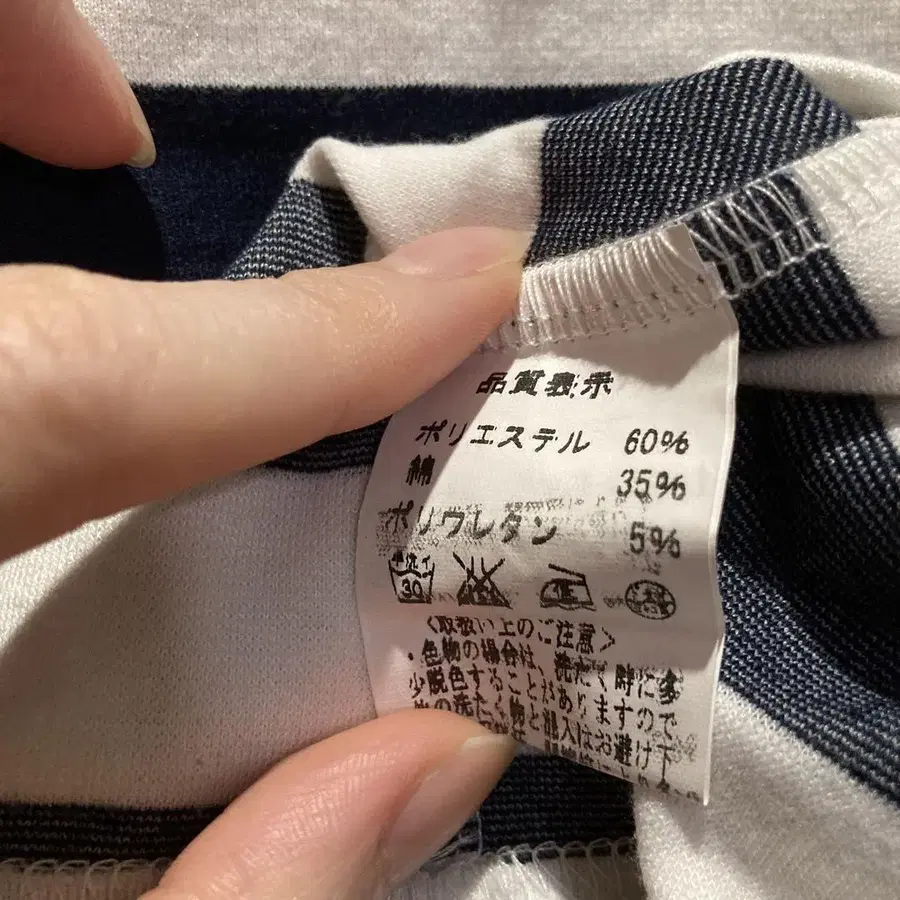 品質表示
ポリエステル 60%
綿 35%
ポリウレタン 5%
30
〈取扱い上のご注意〉
・色物の場合は、洗たく時に多
少脱色することがありますので
他の洗たく物と混入はお避け下